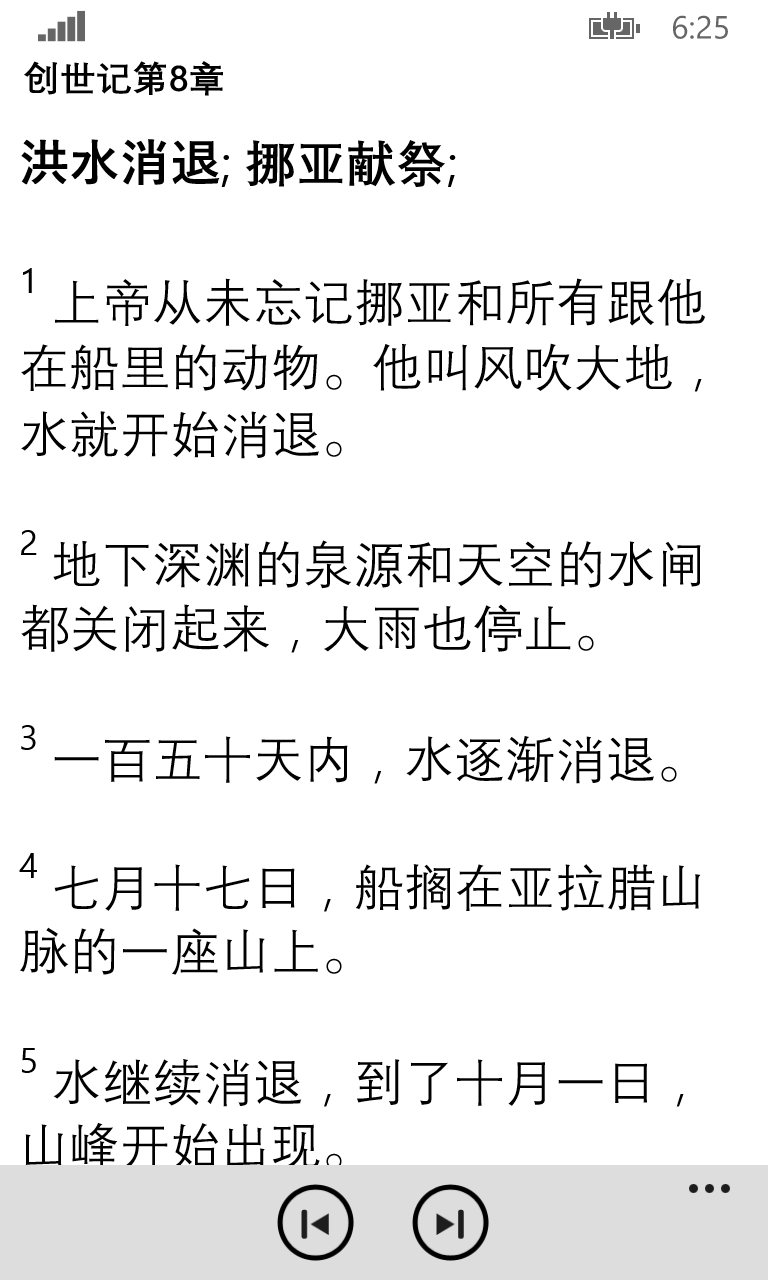 6:25
创世记第8章
洪水消退; 挪亚献祭;
1 上帝从未忘记挪亚和所有跟他
在船里的动物。他叫风吹大地，
水就开始消退。
2 地下深渊的泉源和天空的水闸
都关闭起来，大雨也停止。
3 一百五十天内，水逐渐消退。
4 七月十七日，船搁在亚拉腊山
脉的一座山上。
5 水继续消退，到了十月一日，
山峰开始出现。